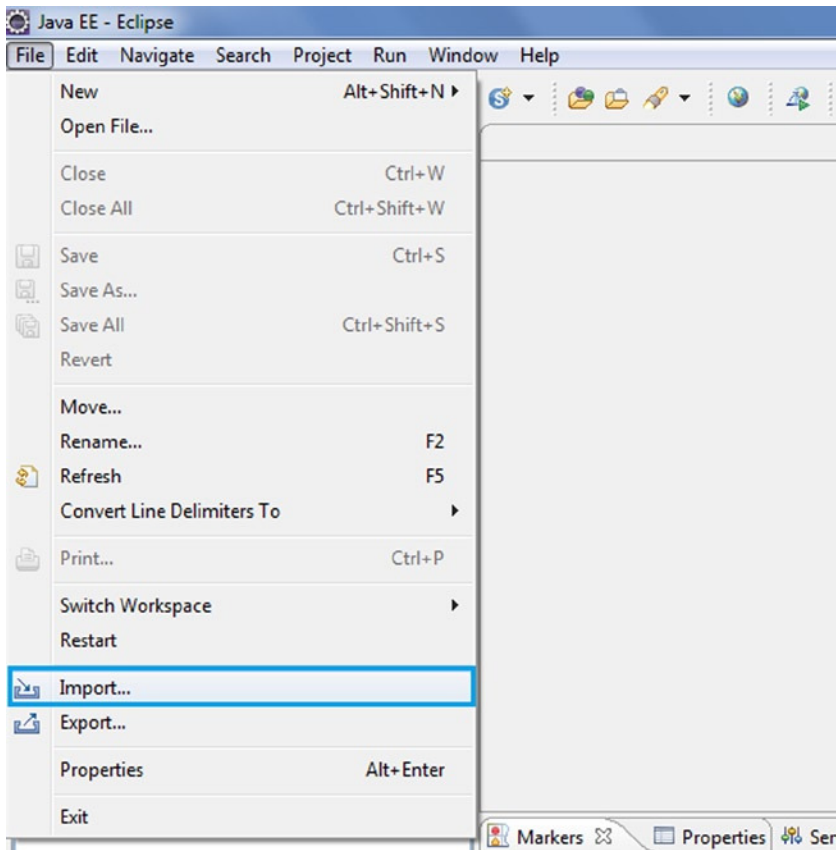 Java EE - Eclipse
File Edit Navigate Search Project Run Window Help
New Alt+Shift+N
Open File...
Close Ctrl+W
Close All Ctrl+Shift+W
Save Ctrl+S
Save As...
Save All Ctrl+Shift+S
Revert
Move...
Rename... F2
Refresh F5
Convert Line Delimiters To
Print... Ctrl+P
Switch Workspace
Restart
Import...
Export...
Properties Alt+Enter
Exit
Markers Properties Ser